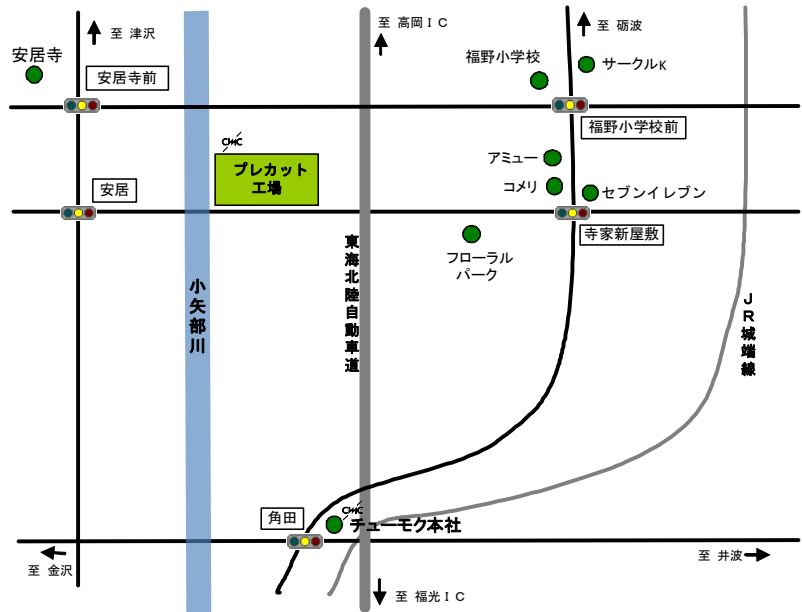 至 津沢
至 高岡ＩＣ
至 砺波
安居寺
福野小学校
サークルK
安居寺前
福野小学校前
CMC
プレカット
工場
アミュー
コメリ
セブンイレブン
安居
寺家新屋敷
フローラル
パーク
東海北陸自動車道
小矢部川
ＪＲ城端線
角田
CMC
チューモク本社
至 金沢
至 井波
至 福光ＩＣ